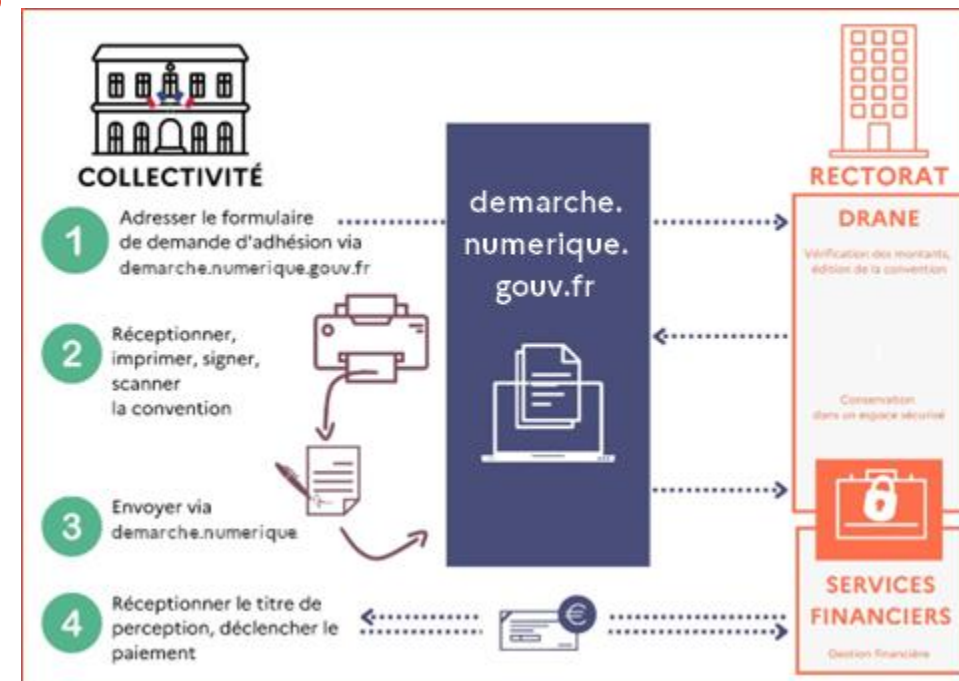 COLLECTIVITÉ
1
Adresser le formulaire
de demande d'adhésion via
demarche.numerique.gouv.fr
2
Réceptionner,
imprimer, signer,
scanner
la convention
3
Envoyer via
demarche.numerique
4
Réceptionner le titre de
perception, déclencher le
paiement
demarche.
numerique.
gouv.fr
€
RECTORAT
DRANE
Vérification des montants,
édition de la convention
Conservation
dans un espace sécurisé
SERVICES
FINANCIERS
Gestion financière